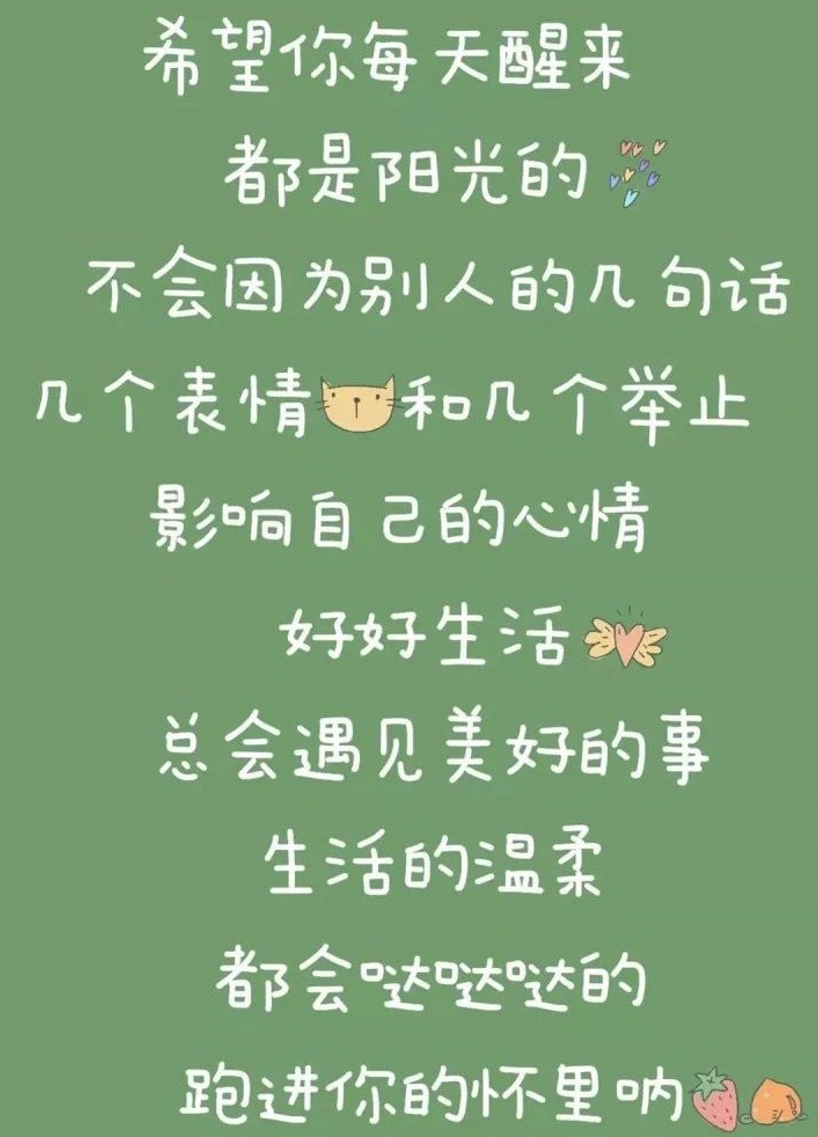 希望你每天醒来
都是阳光的
不会因为别人的几句话
几个表情和几个举止
影响自己的心情
好好生活
总会遇见美好的事
生活的温柔
都会哒哒哒的
跑进你的怀里呐